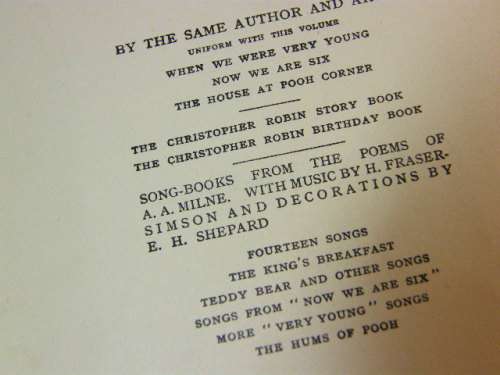 BY THE SAME AUTHOR AND
UNIFORM WITH THIS VOLUME
WHEN WE WERE VERY YOUNG
NOW WE ARE SIX
THE HOUSE AT POOH CORNER
THE CHRISTOPHER ROBIN STORY BOOK
THE CHRISTOPHER ROBIN BIRTHDAY BOOK
SONG-BOOKS FROM THE POEMS OF
A. A. MILNE. WITH MUSIC BY H. FRASER-
SIMSON AND DECORATIONS BY
E. H. SHEPARD
FOURTEEN SONGS
THE KING'S BREAKFAST
TEDDY BEAR AND OTHER SONGS
SONGS FROM "NOW WE ARE SIX"
MORE "VERY YOUNG" SONGS
THE HUMS OF POOH